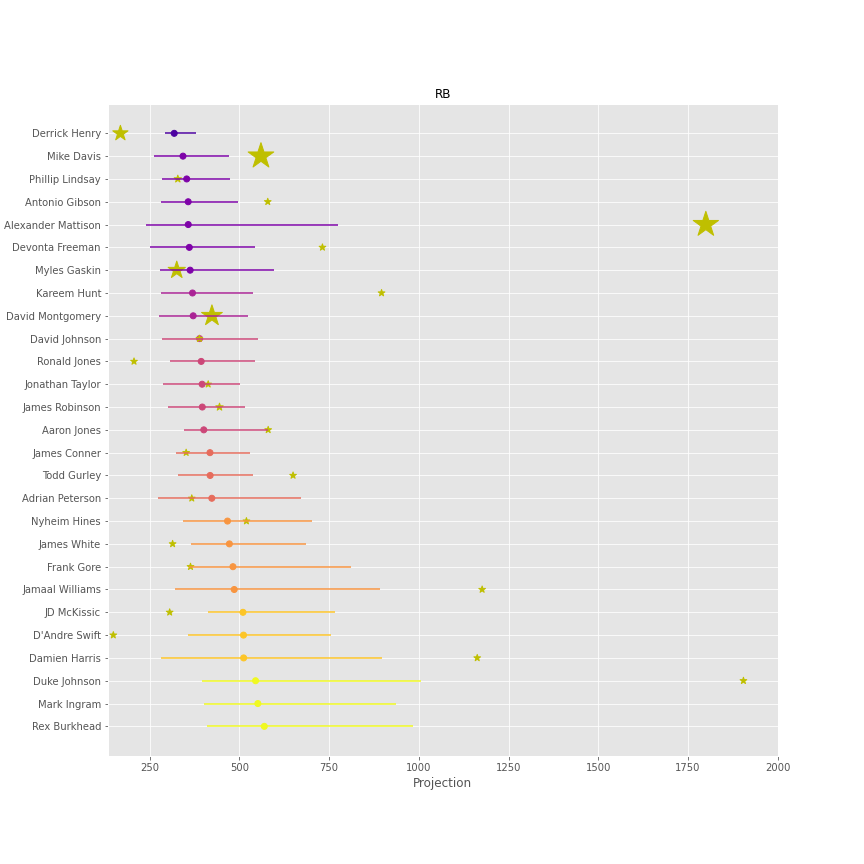 RB
Derrick Henry
Mike Davis
Phillip Lindsay
Antonio Gibson
Alexander Mattison
Devonta Freeman
Myles Gaskin
Kareem Hunt
David Montgomery
David Johnson
Ronald Jones
Jonathan Taylor
James Robinson
Aaron Jones
James Conner
Todd Gurley
Adrian Peterson
Nyheim Hines
James White
Frank Gore
Jamaal Williams
JD McKissic
D'Andre Swift
Damien Harris
Duke Johnson
Mark Ingram
Rex Burkhead
250 500 750 1000 1250 1500 1750 2000
Projection